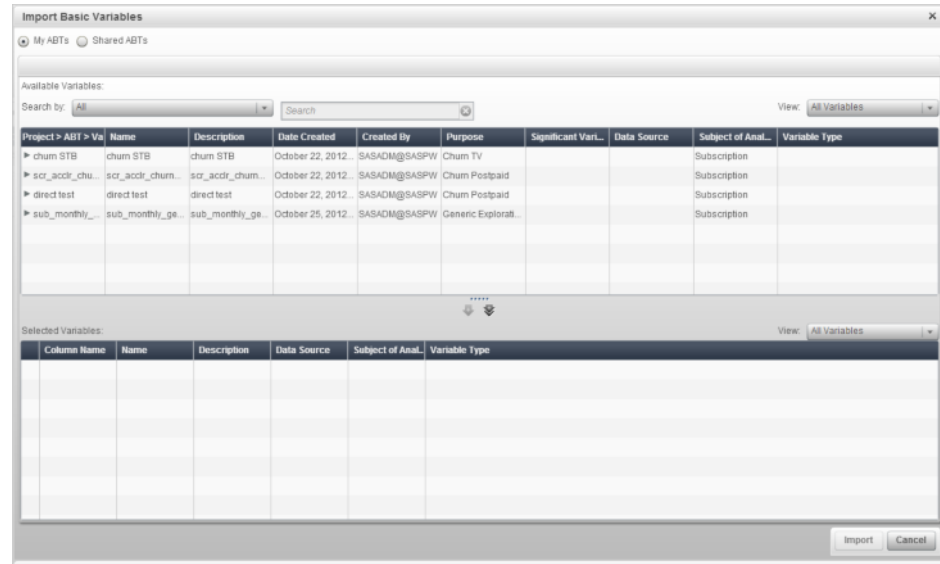 Import Basic Variables
My ABTs Shared ABTs
Available Variables:
Search by: All Search View: All Variables
Project > ABT > Va Name Description Date Created Created By Purpose Significant Vari... Data Source Subject of Anal... Variable Type
churn STB churn STB churn STB October 22, 2012... SASADM@SASPW Churn TV Subscription
scr_acclr_chu... scr_acclr_churn... scr_acclr_churn... October 22, 2012... SASADM@SASPW Churn Postpaid Subscription
direct test direct test direct test October 22, 2012... SASADM@SASPW Churn Postpaid Subscription
sub_monthly_... sub_monthly_ge... sub_monthly_ge... October 25, 2012... SASADM@SASPW Generic Explorati... Subscription
Selected Variables: View: All Variables
Column Name Name Description Data Source Subject of Anal... Variable Type
Import Cancel